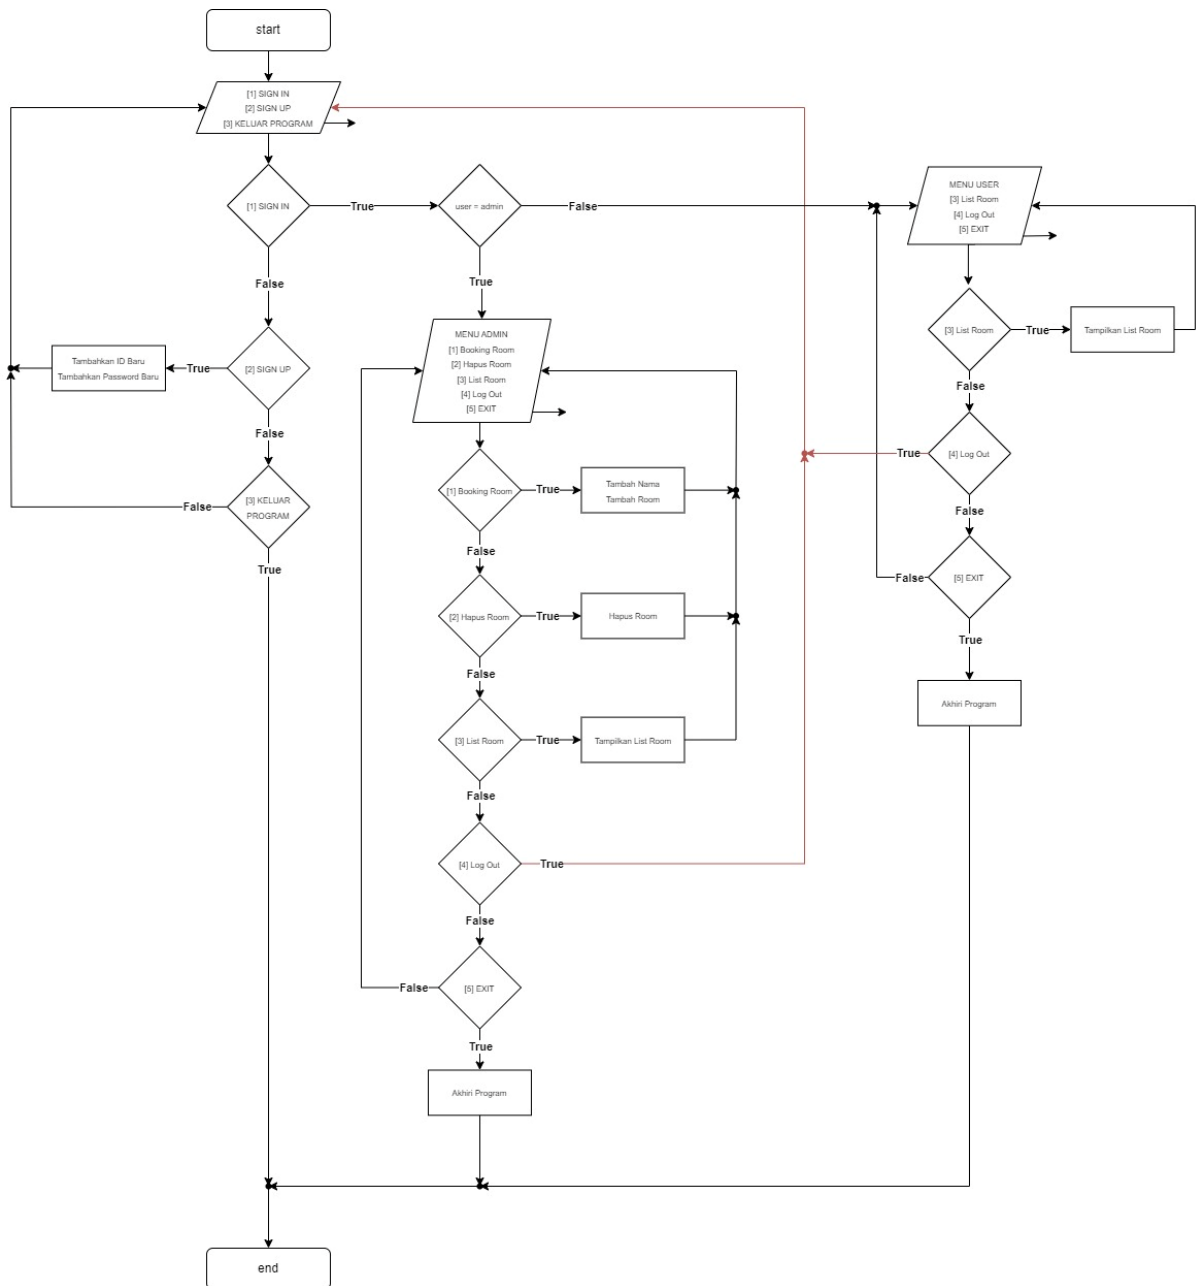 start
[1] SIGN IN
[2] SIGN UP
[3] KELUAR PROGRAM
[1] SIGN IN
True
user = admin
False
MENU USER
[3] List Room
[4] Log Out
[5] EXIT
False
True
[2] SIGN UP
True
Tambahkan ID Baru
Tambahkan Password Baru
False
[3] KELUAR
PROGRAM
False
True
MENU ADMIN
[1] Booking Room
[2] Hapus Room
[3] List Room
[4] Log Out
[5] EXIT
[1] Booking Room
True
Tambah Nama
Tambah Room
False
[2] Hapus Room
True
Hapus Room
False
[3] List Room
True
Tampilkan List Room
False
[4] Log Out
True
False
[5] EXIT
False
True
Akhiri Program
[3] List Room
True
Tampilkan List Room
False
[4] Log Out
True
False
[5] EXIT
False
True
Akhiri Program
end